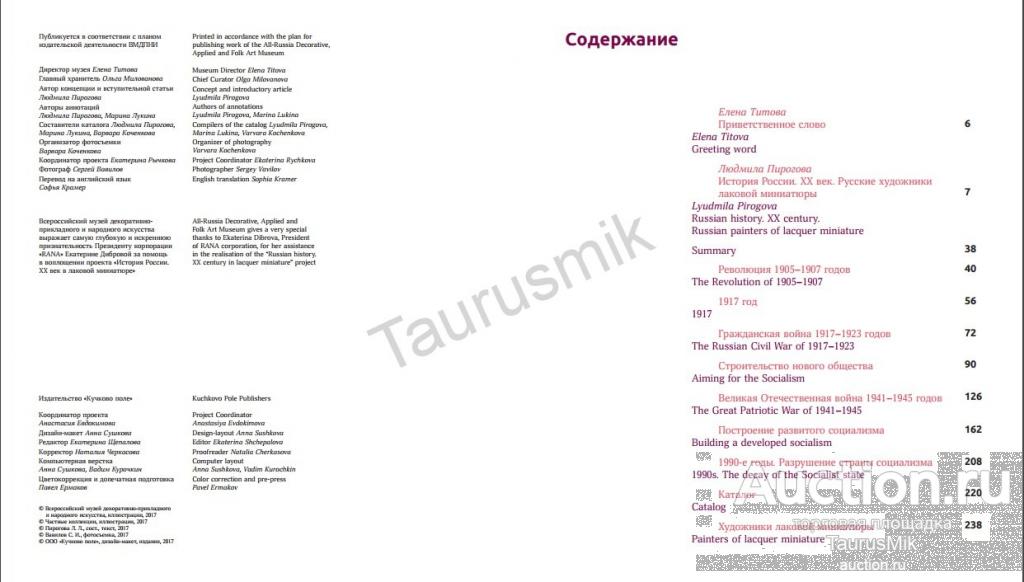 Публикуется в соответствии с планом
издательской деятельности ВМДПНИ
Директор музея Елена Титова
Главный хранитель Ольга Милованова
Автор концепции и вступительной статьи
Людмила Пирогова
Авторы аннотаций
Людмила Пирогова, Марина Лукина
Составители каталога Людмила Пирогова,
Марина Лукина, Варвара Коченкова
Организатор фотосъемки
Варвара Коченкова
Координатор проекта Екатерина Рычкова
Фотограф Сергей Вавилов
Перевод на английский язык
Софья Крамер
Всероссийский музей декоративно-
прикладного и народного искусства
выражает самую глубокую и искреннюю
признательность Президенту корпорации
«RANA» Екатерине Дибровой за помощь
в воплощении проекта «История России.
XX век в лаковой миниатюре»
Издательство «Кучково поле»
Координатор проекта
Анастасия Евдокимова
Дизайн-макет Анна Сушкова
Редактор Екатерина Щепалова
Корректор Наталия Черкасова
Компьютерная верстка
Анна Сушкова, Вадим Курочкин
Цветокоррекция и допечатная подготовка
Павел Ермаков
© Всероссийский музей декоративно-прикладного
и народного искусства, иллюстрации, 2017
© Частные коллекции, иллюстрации, 2017
© Пирогова Л. Л., сост., текст, 2017
© Вавилов С. И., фотосъемка, 2017
© ООО «Кучково поле», дизайн-макет, издание, 2017
Printed in accordance with the plan for
publishing work of the All-Russia Decorative,
Applied and Folk Art Museum
Museum Director Elena Titova
Chief Curator Olga Milovanova
Concept and introductory article
Lyudmila Pirogova
Authors of annotations
Lyudmila Pirogova, Marina Lukina
Compilers of the catalog Lyudmila Pirogova,
Marina Lukina, Varvara Kochenkova
Organizer of photography
Varvara Kochenkova
Project Coordinator Ekaterina Rychkova
Photographer Sergey Vavilov
English translation Sophia Kramer
All-Russia Decorative, Applied and
Folk Art Museum gives a very special
thanks to Ekaterina Dibrova, President
of RANA corporation, for her assistance
in the realisation of the "Russian history.
XX century in lacquer miniature" project
Kuchkovo Pole Publishers
Project Coordinator
Anastasiya Evdokimova
Design-layout Anna Sushkova
Editor Ekaterina Shchepalova
Proofreader Natalia Cherkasova
Computer layout
Anna Sushkova, Vadim Kurochkin
Color correction and pre-press
Pavel Ermakov
Taurusmik
Содержание
Елена Титова
Приветственное слово 6
Elena Titova
Greeting word
Людмила Пирогова
История России. XX век. Русские художники
лаковой миниатюры 7
Lyudmila Pirogova
Russian history. XX century.
Russian painters of lacquer miniature
Summary 38
Революция 1905–1907 годов 40
The Revolution of 1905–1907
1917 год 56
1917
Гражданская война 1917–1923 годов 72
The Russian Civil War of 1917–1923
Строительство нового общества 90
Aiming for the Socialism
Великая Отечественная война 1941–1945 годов 126
The Great Patriotic War of 1941–1945
Построение развитого социализма 162
Building a developed socialism
1990-е годы. Разрушение страны социализма 208
1990s. The decay of the Socialist state
Каталог 220
Catalog
Художники лаковой миниатюры 238
Painters of lacquer miniature
Auction.ru
торговая площадка
TaurusMik
auction.ru